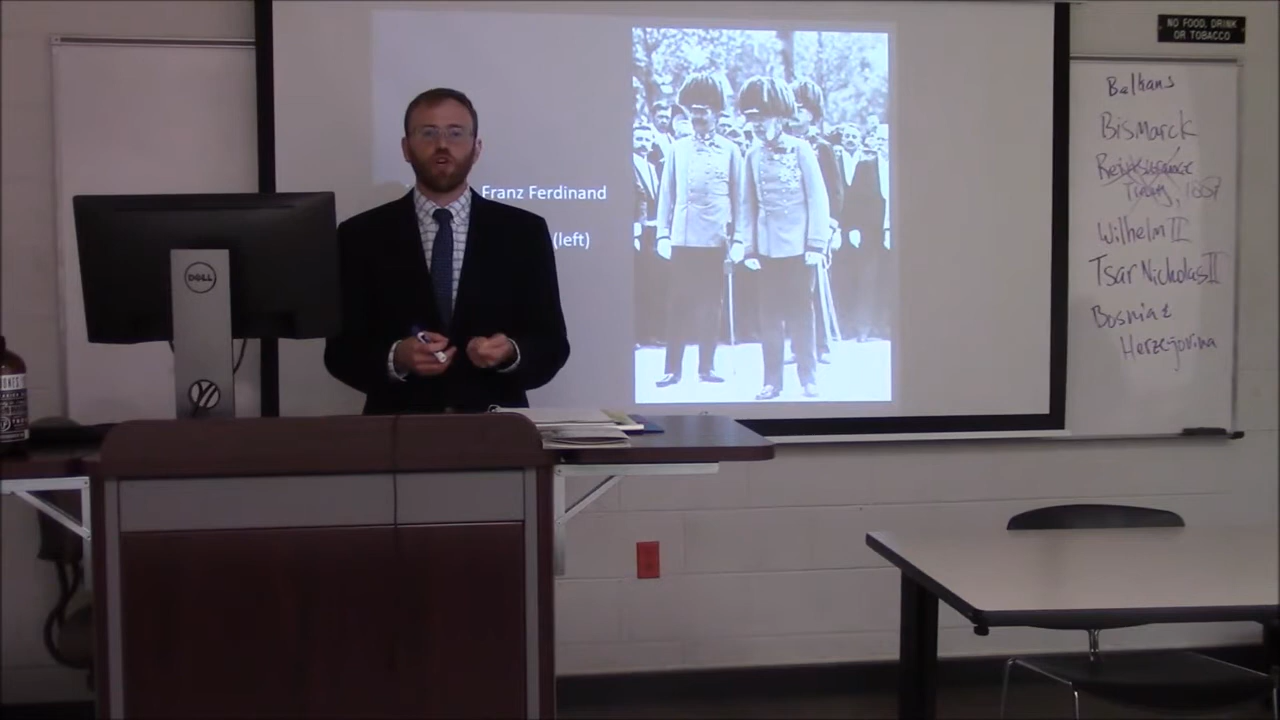 NO FOOD, DRINK
OR TOBACCO
Franz Ferdinand
(left)
Balkans
Bismarck
Reinsurance
Treaty, 1887
Wilhelm II
Tsar Nicholas II
Bosnia &
Herzegovina
DELL